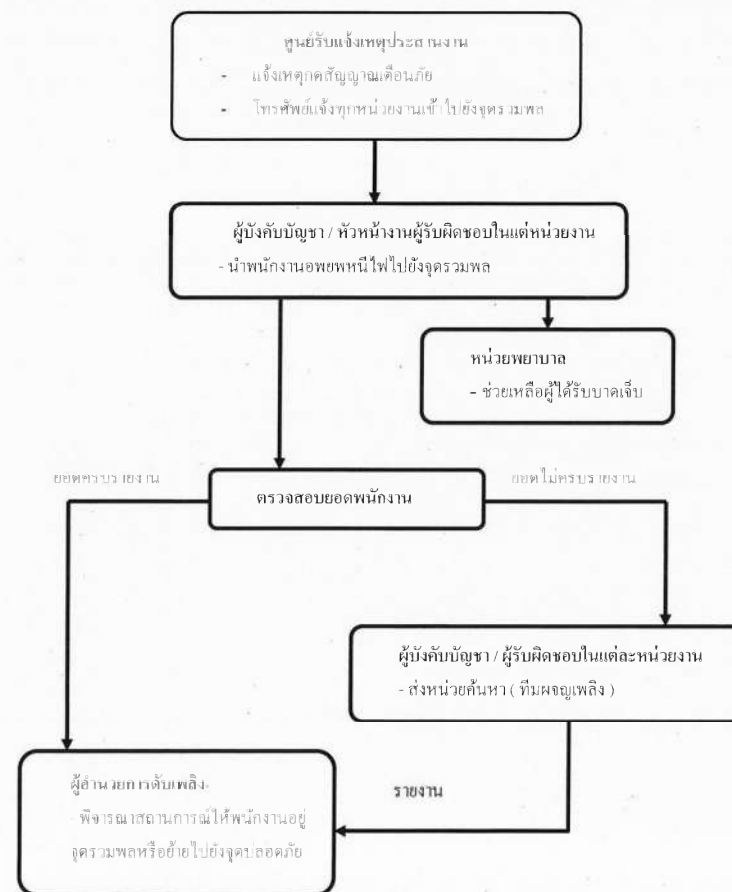 ศูนย์รับแจ้งเหตุประสานงาน
- แจ้งเหตุกดสัญญาณเตือนภัย
- โทรศัพย์แจ้งทุกหน่วยงานเข้าไปยังจุดรวมพล
ผู้บังคับบัญชา / หัวหน้างานผู้รับผิดชอบในแต่หน่วยงาน
- นำพนักงานอพยพหนีไฟไปยังจุดรวมพล
หน่วยพยาบาล
- ช่วยเหลือผู้ได้รับบาดเจ็บ
ยอดครบรายงาน
ตรวจสอบยอดพนักงาน
ยอดไม่ครบรายงาน
ผู้บังคับบัญชา / ผู้รับผิดชอบในแต่ละหน่วยงาน
- ส่งหน่วยค้นหา ( ทีมผจญเพลิง )
รายงาน
ผู้อำนวยการดับเพลิง
- พิจารณาสถานการณ์ให้พนักงานอยู่
จุดรวมพลหรือย้ายไปยังจุดปลอดภัย